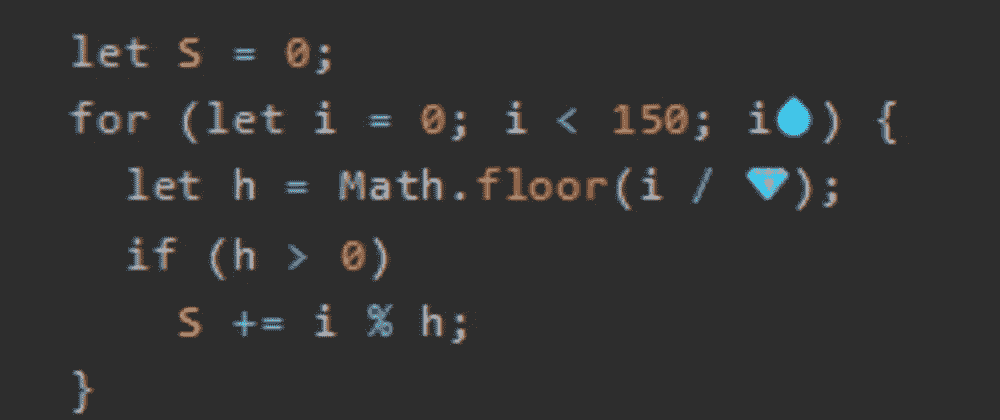 let S = 0;
for (let i = 0; i < 150; i💧) {
let h = Math.floor(i / );
if (h > 0)
S += i % h;
}